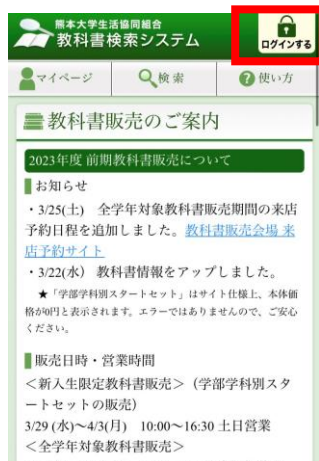 熊本大学生活協同組合
教科書検索システム
ログインする
マイページ
検索
使い方
教科書販売のご案内
2023年度 前期教科書販売について
お知らせ
・3/25(土) 全学年対象教科書販売期間の来店
予約日程を追加しました。教科書販売会場 来
店予約サイト
・3/22(水) 教科書情報をアップしました。
★「学部学科別スタートセット」はサイト仕様上、本体価
格が0円と表示されます。エラーではありませんので、ご安心
ください。
販売日時・営業時間
＜新入生限定教科書販売＞（学部学科別スタ
ートセットの販売）
3/29 (水)～4/3(月) 10:00～16:30 土日営業
＜全学年対象教科書販売＞